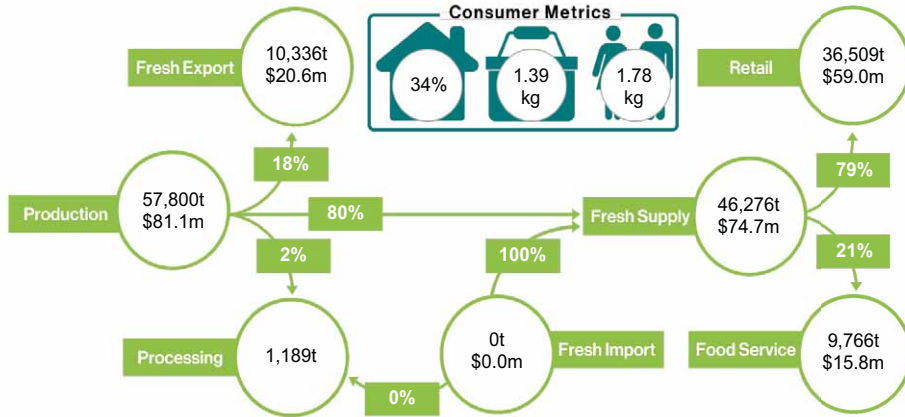 Consumer Metrics
Fresh Export
10,336t
$20.6m
34%
1.39
kg
1.78
kg
Retail
36,509t
$59.0m
18%
79%
Production
57,800t
$81.1m
80%
Fresh Supply
46,276t
$74.7m
2%
100%
21%
Processing
1,189t
0t
$0.0m
Fresh Import
Food Service
9,766t
$15.8m
0%